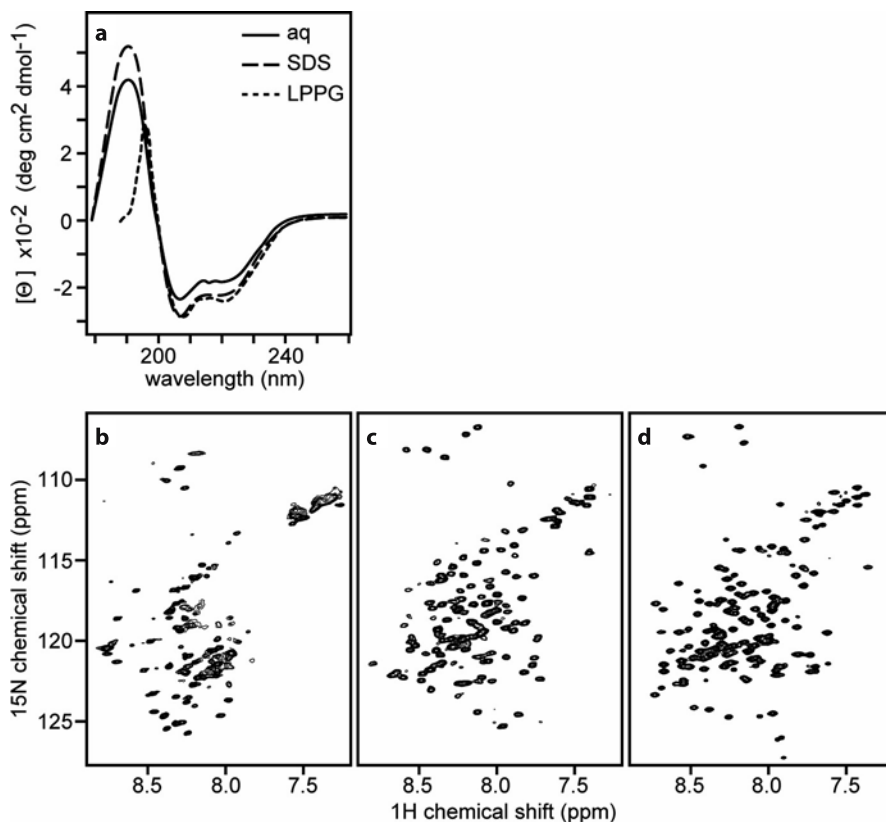 a
aq
SDS
LPPG
[Θ] x10-2 (deg cm2 dmol-1)
4
2
0
-2
200
240
wavelength (nm)
b
c
d
15N chemical shift (ppm)
110
115
120
125
8.5
8.0
7.5
8.5
8.0
7.5
8.5
8.0
7.5
1H chemical shift (ppm)